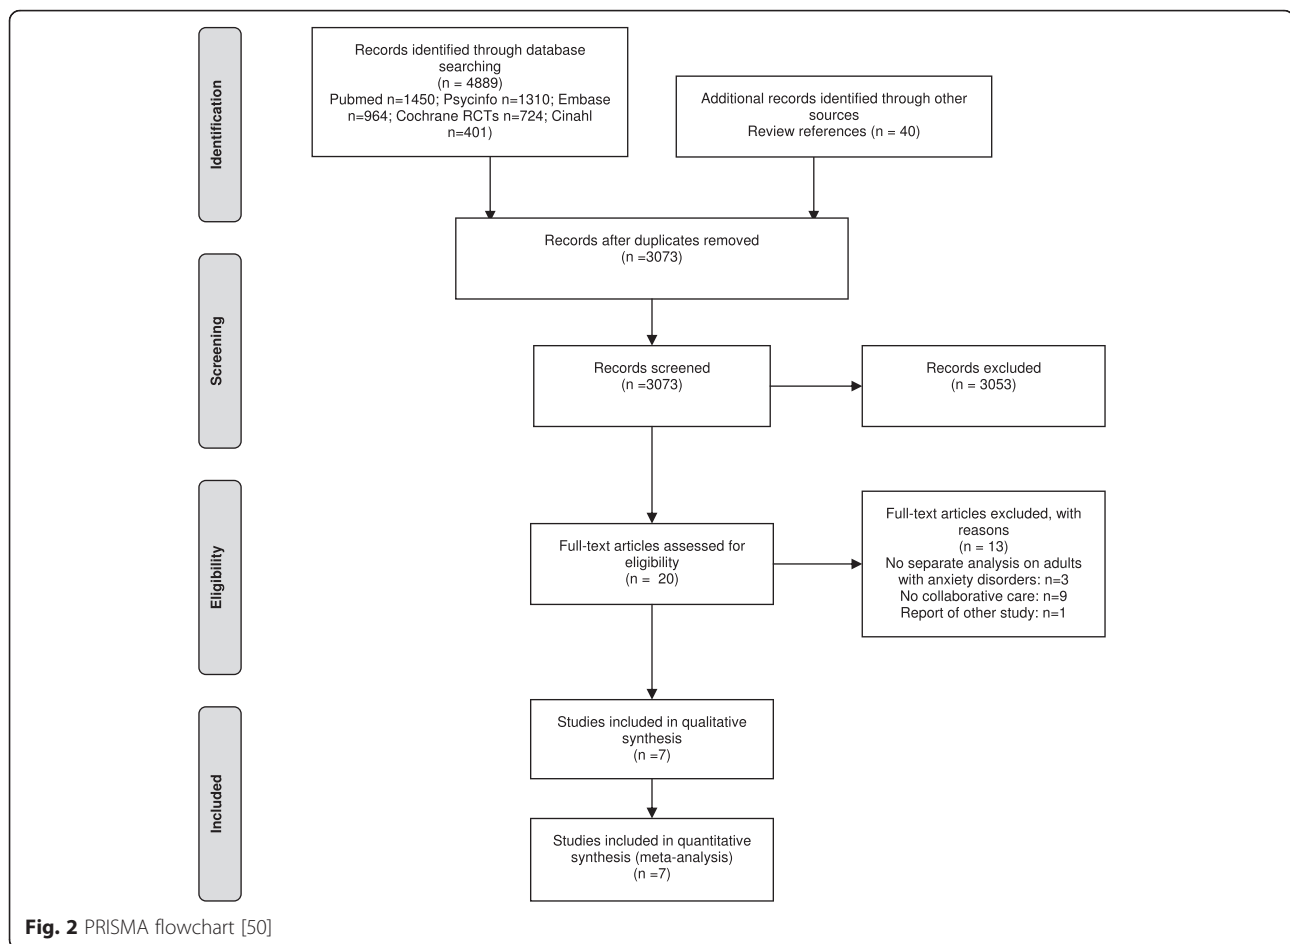 Identification
Records identified through database
searching
(n = 4889)
Pubmed n=1450; Psycinfo n=1310; Embase
n=964; Cochrane RCTs n=724; Cinahl
n=401)
Additional records identified through other
sources
Review references (n = 40)
Records after duplicates removed
(n =3073)
Screening
Records screened
(n =3073)
Records excluded
(n = 3053)
Eligibility
Full-text articles assessed for
eligibility
(n =  20)
Full-text articles excluded, with
reasons
(n = 13)
No separate analysis on adults
with anxiety disorders: n=3
No collaborative care: n=9
Report of other study: n=1
Included
Studies included in qualitative
synthesis
(n =7)
Studies included in quantitative
synthesis (meta-analysis)
(n =7)
Fig. 2 PRISMA flowchart [50]